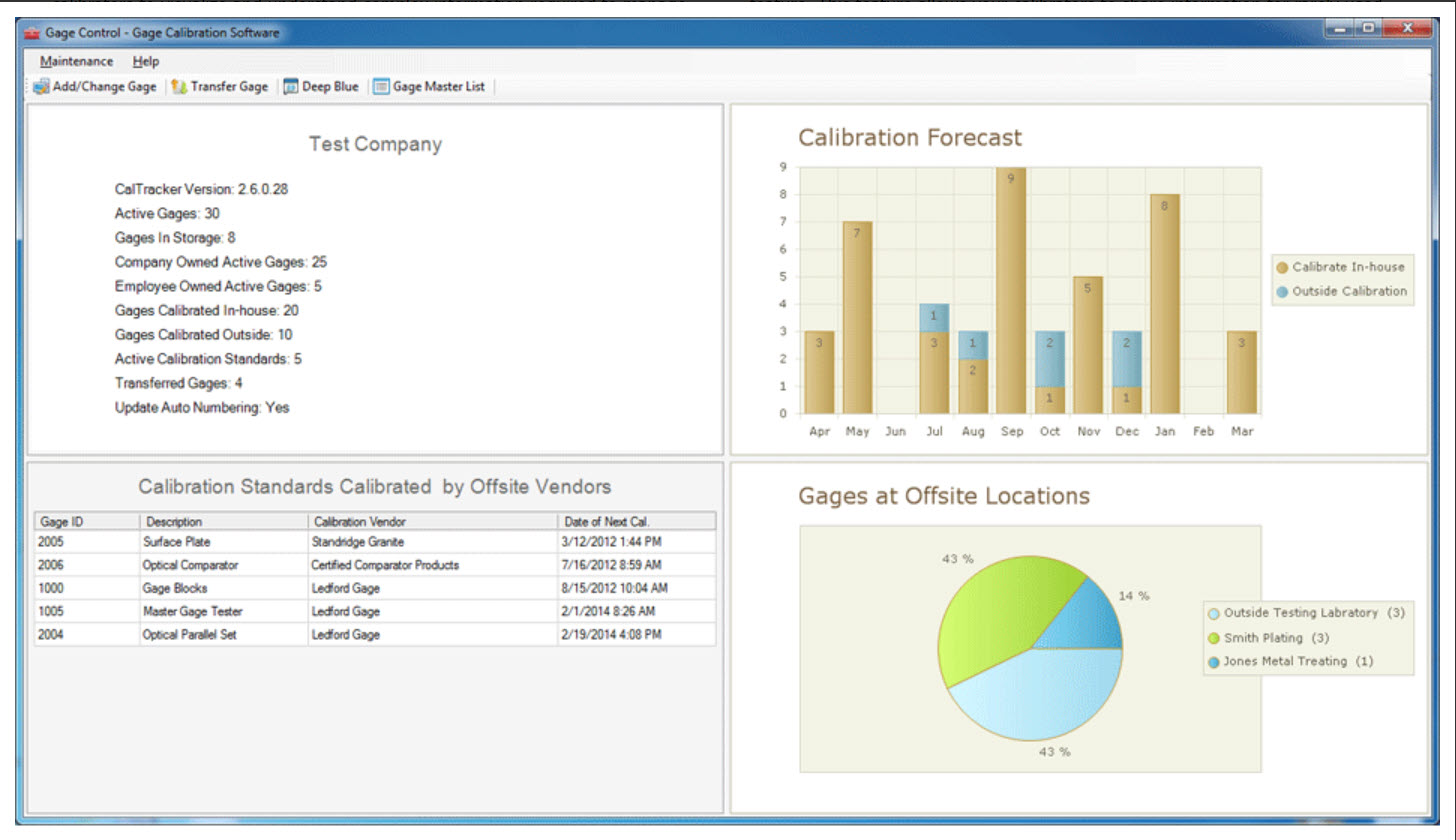 Gage Control - Gage Calibration Software
Maintenance Help
Add/Change Gage Transfer Gage Deep Blue Gage Master List
Test Company
CalTracker Version: 2.6.0.28
Active Gages: 30
Gages In Storage: 8
Company Owned Active Gages: 25
Employee Owned Active Gages: 5
Gages Calibrated In-house: 20
Gages Calibrated Outside: 10
Active Calibration Standards: 5
Transferred Gages: 4
Update Auto Numbering: Yes
Calibration Forecast
9
8
7
6
5
4
3
2
1
0
3
7
1
3
1
2
9
2
1
5
2
1
8
3
Apr May Jun Jul Aug Sep Oct Nov Dec Jan Feb Mar
Calibrate In-house
Outside Calibration
Calibration Standards Calibrated by Offsite Vendors
Gage ID Description Calibration Vendor Date of Next Cal.
2005 Surface Plate Standridge Granite 3/12/2012 1:44 PM
2006 Optical Comparator Certified Comparator Products 7/16/2012 8:59 AM
1000 Gage Blocks Ledford Gage 8/15/2012 10:04 AM
1005 Master Gage Tester Ledford Gage 2/1/2014 8:26 AM
2004 Optical Parallel Set Ledford Gage 2/19/2014 4:08 PM
Gages at Offsite Locations
43 %
14 %
43 %
Outside Testing Labratory (3)
Smith Plating (3)
Jones Metal Treating (1)